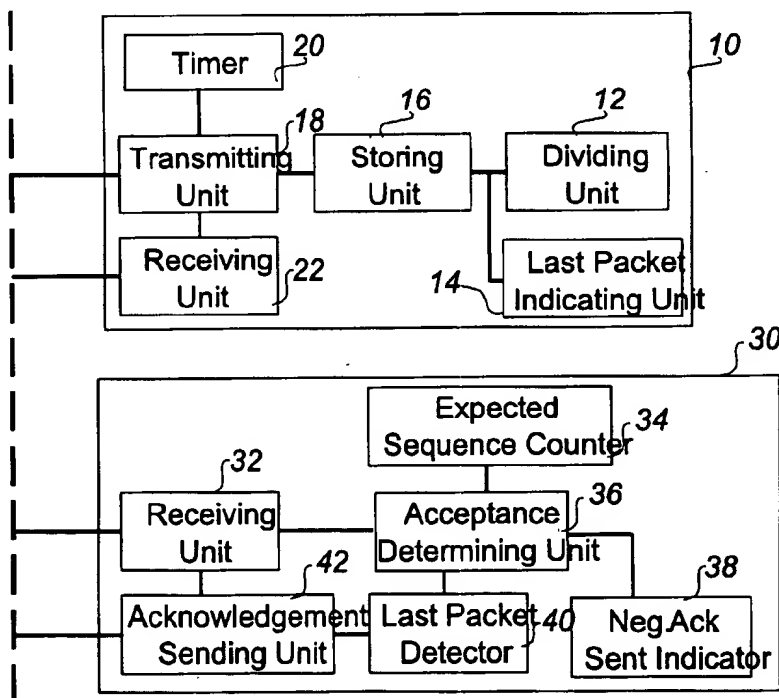 20
10
Timer
18
16
12
Transmitting
Unit
Storing
Unit
Dividing
Unit
Receiving
Unit
22
14
Last Packet
Indicating Unit
30
Expected
Sequence Counter
34
32
36
Receiving
Unit
Acceptance
Determining Unit
42
38
Acknowledgement
Sending Unit
Last Packet
Detector
40
Neg.Ack
Sent Indicator